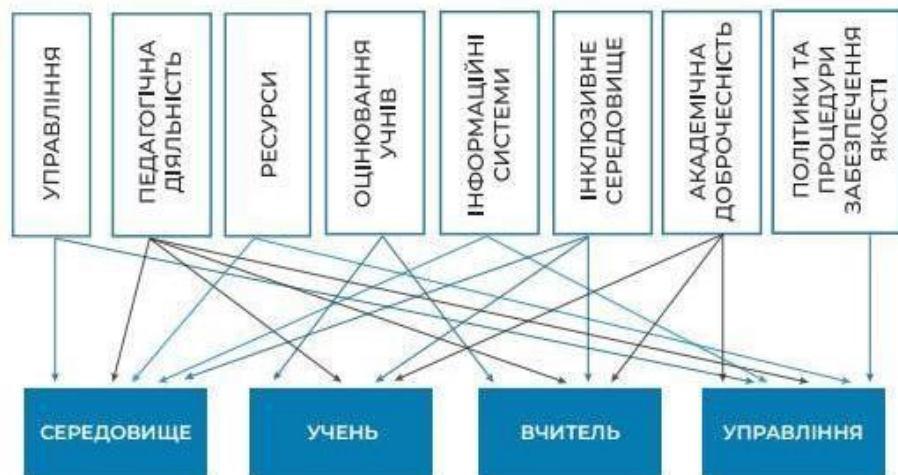 УПРАВЛІННЯ
ПЕДАГОГІЧНА
ДІЯЛЬНІСТЬ
РЕСУРСИ
ОЦІНЮВАННЯ
УЧНІВ
ІНФОРМАЦІЙНІ
СИСТЕМИ
ІНКЛЮЗИВНЕ
СЕРЕДОВИЩЕ
АКАДЕМІЧНА
ДОБРОЧЕСНІСТЬ
ПОЛІТИКИ ТА
ПРОЦЕДУРИ
ЗАБЕЗПЕЧЕННЯ
ЯКОСТІ
СЕРЕДОВИЩЕ
УЧЕНЬ
ВЧИТЕЛЬ
УПРАВЛІННЯ